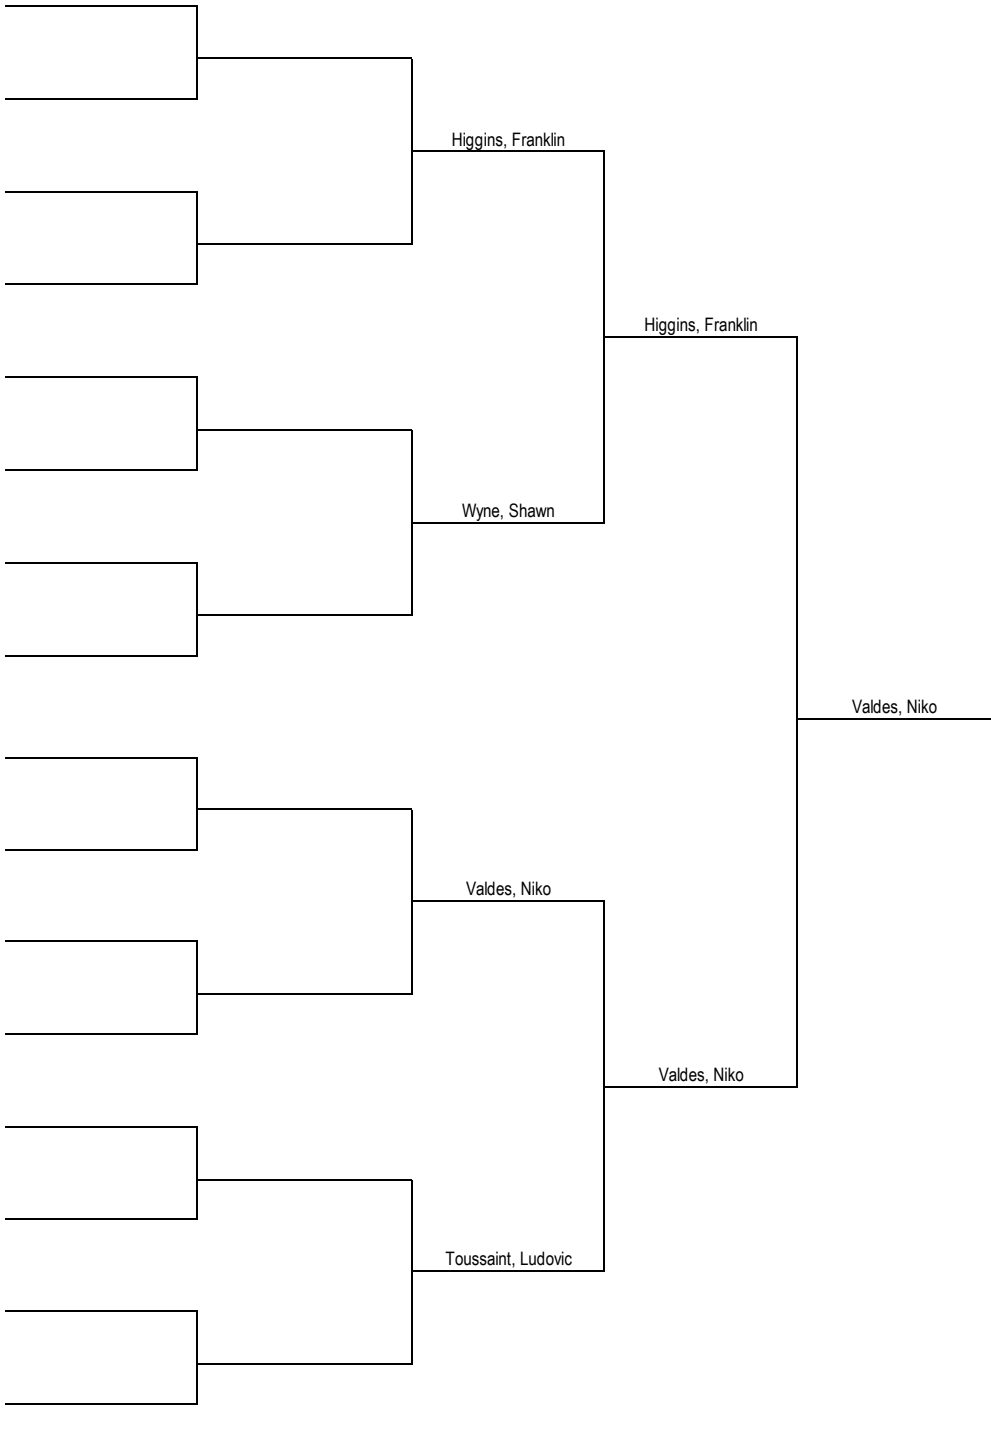 Higgins, Franklin
Higgins, Franklin
Wyne, Shawn
Valdes, Niko
Valdes, Niko
Valdes, Niko
Toussaint, Ludovic